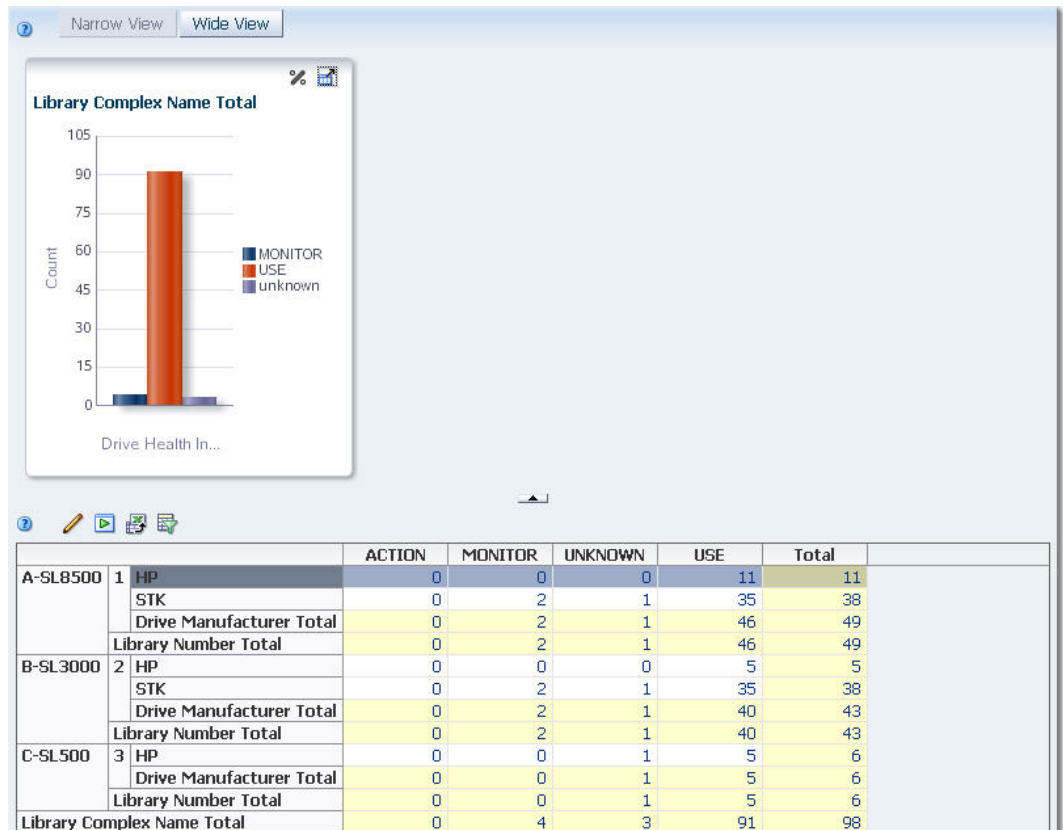 Narrow View Wide View
Library Complex Name Total
105
90
75
60
45
30
15
0
Count
MONITOR
USE
unknown
Drive Health In...
ACTION MONITOR UNKNOWN USE Total
A-SL8500 1 HP 0 0 0 11 11
STK 0 2 1 35 38
Drive Manufacturer Total 0 2 1 46 49
Library Number Total 0 2 1 46 49
B-SL3000 2 HP 0 0 0 5 5
STK 0 2 1 35 38
Drive Manufacturer Total 0 2 1 40 43
Library Number Total 0 2 1 40 43
C-SL500 3 HP 0 0 1 5 6
Drive Manufacturer Total 0 0 1 5 6
Library Number Total 0 0 1 5 6
Library Complex Name Total 0 4 3 91 98